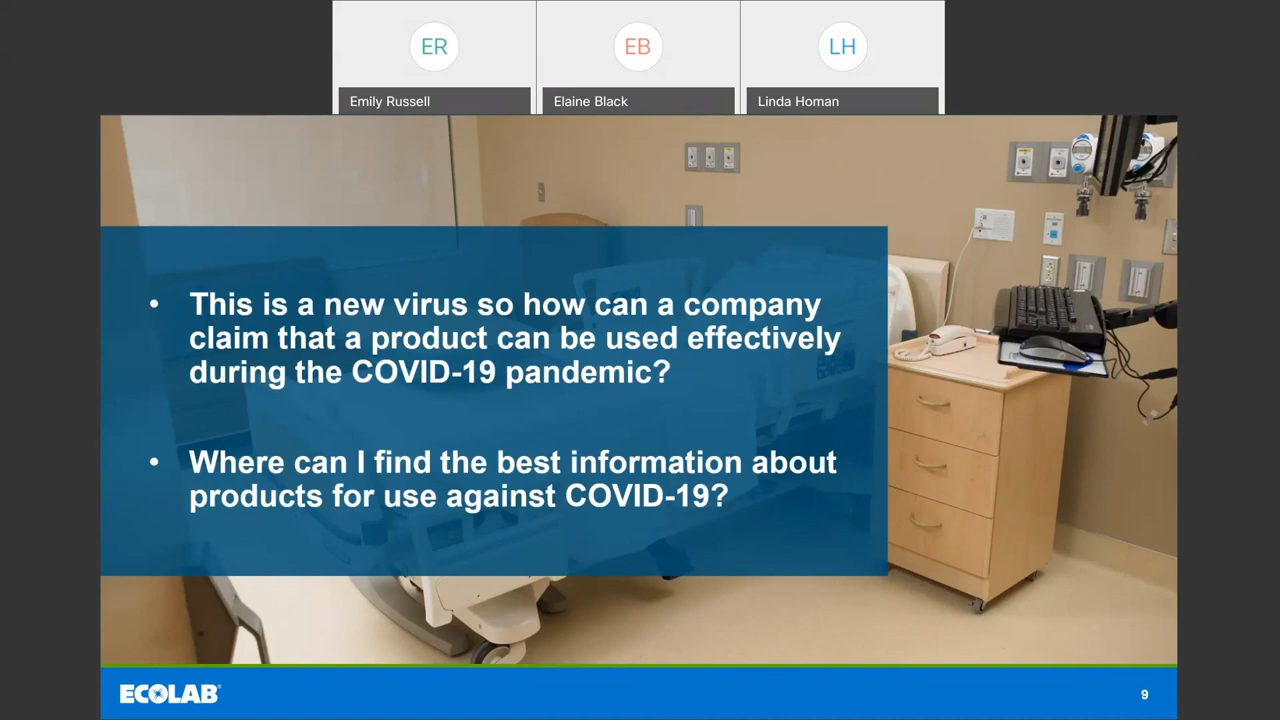 ER
EB
LH
Emily Russell
Elaine Black
Linda Homan
• This is a new virus so how can a company
claim that a product can be used effectively
during the COVID-19 pandemic?
• Where can I find the best information about
products for use against COVID-19?
ECOLAB®
9